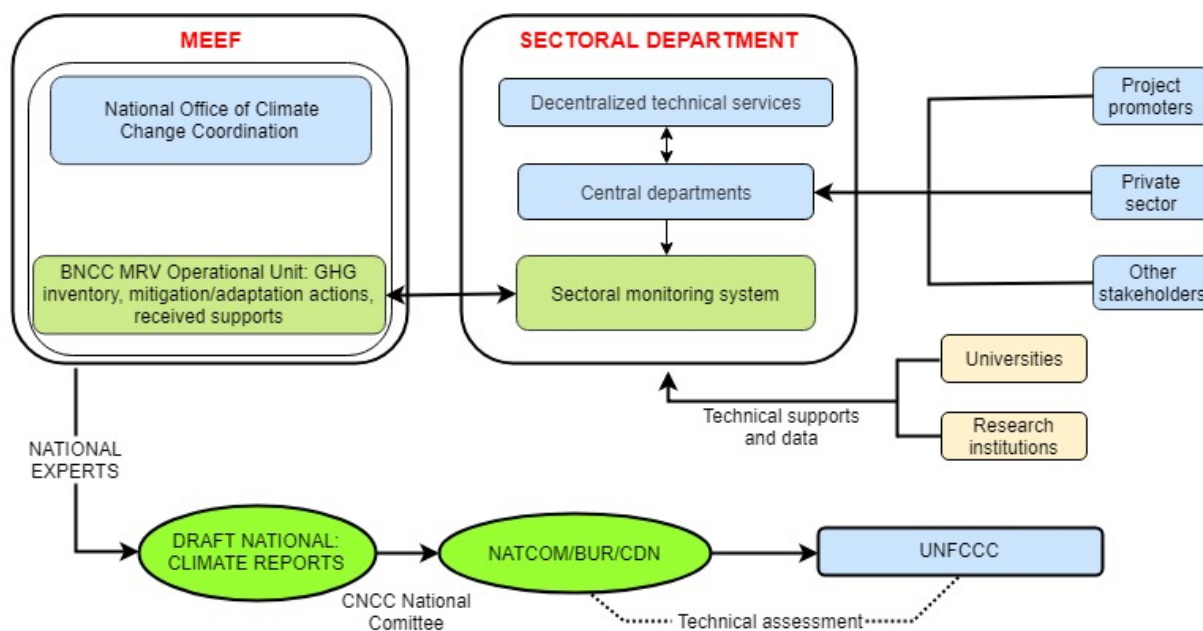 MEEF
National Office of Climate
Change Coordination
BNCC MRV Operational Unit: GHG
inventory, mitigation/adaptation actions,
received supports
SECTORAL DEPARTMENT
Decentralized technical services
Central departments
Sectoral monitoring system
Project
promoters
Private
sector
Other
stakeholders
Universities
Research
institutions
Technical supports
and data
NATIONAL
EXPERTS
DRAFT NATIONAL:
CLIMATE REPORTS
CNCC National
Comittee
NATCOM/BUR/CDN
UNFCCC
Technical assessment